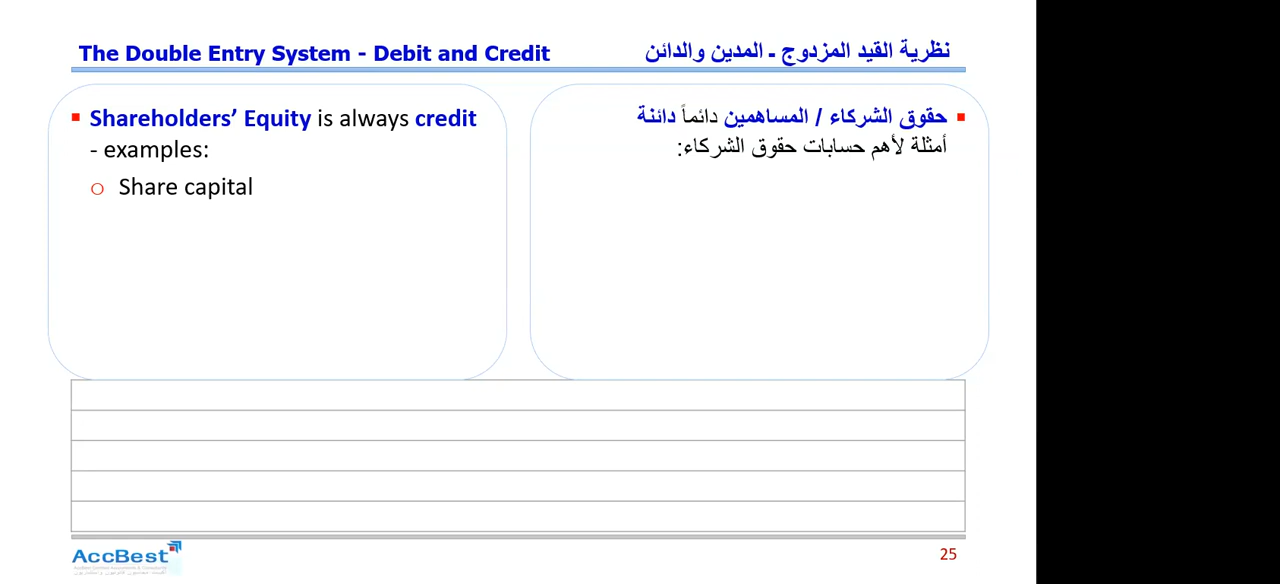 The Double Entry System - Debit and Credit
نظرية القيد المزدوج - المدين والدائن
Shareholders' Equity is always credit
- examples:
Share capital
حقوق الشركاء / المساهمين دائماً دائنة
أمثلة لأهم حسابات حقوق الشركاء:
AccBest
25